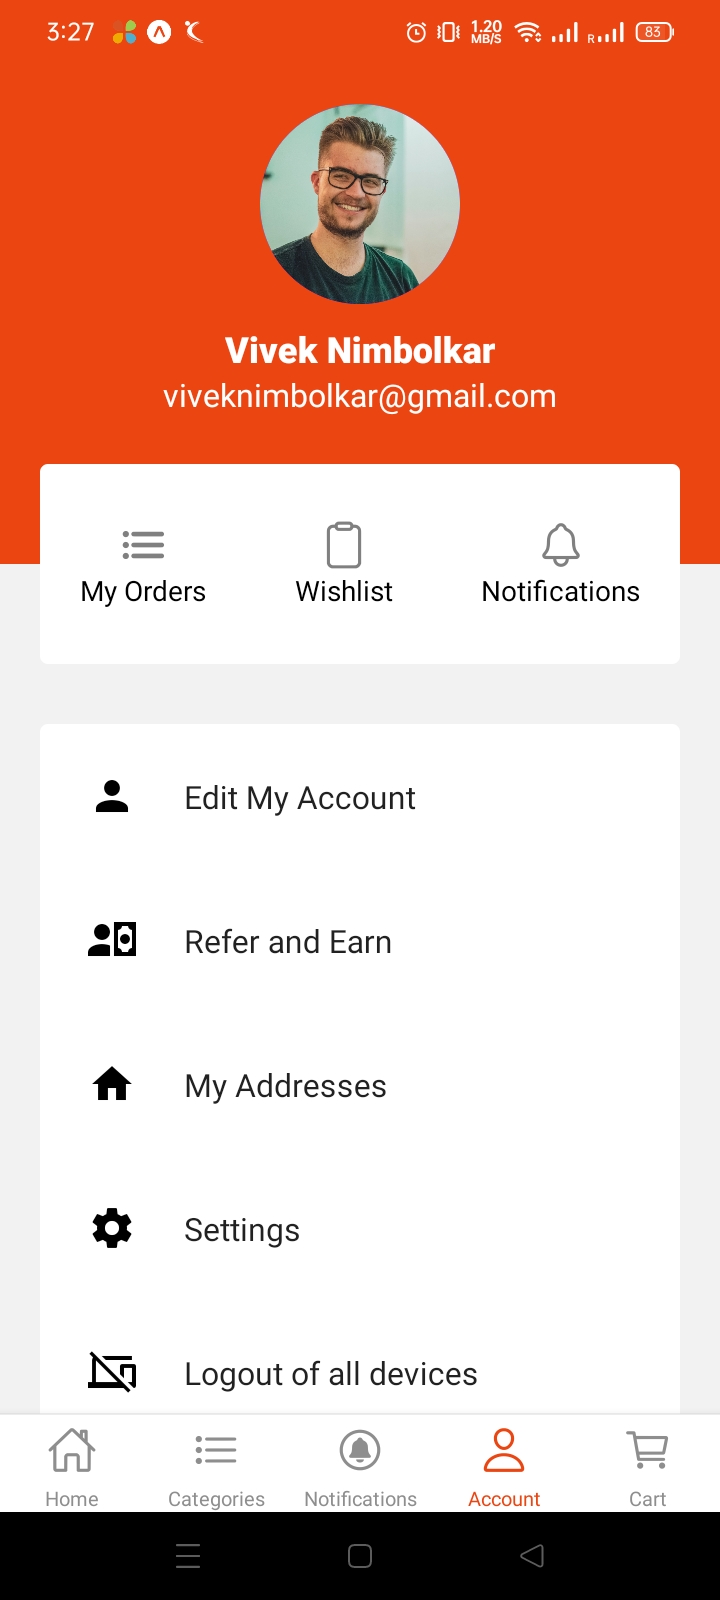 3:27 1.20 MB/S R 83
Vivek Nimbolkar
viveknimbolkar@gmail.com
My Orders Wishlist Notifications
Edit My Account
Refer and Earn
My Addresses
Settings
Logout of all devices
Home Categories Notifications Account Cart